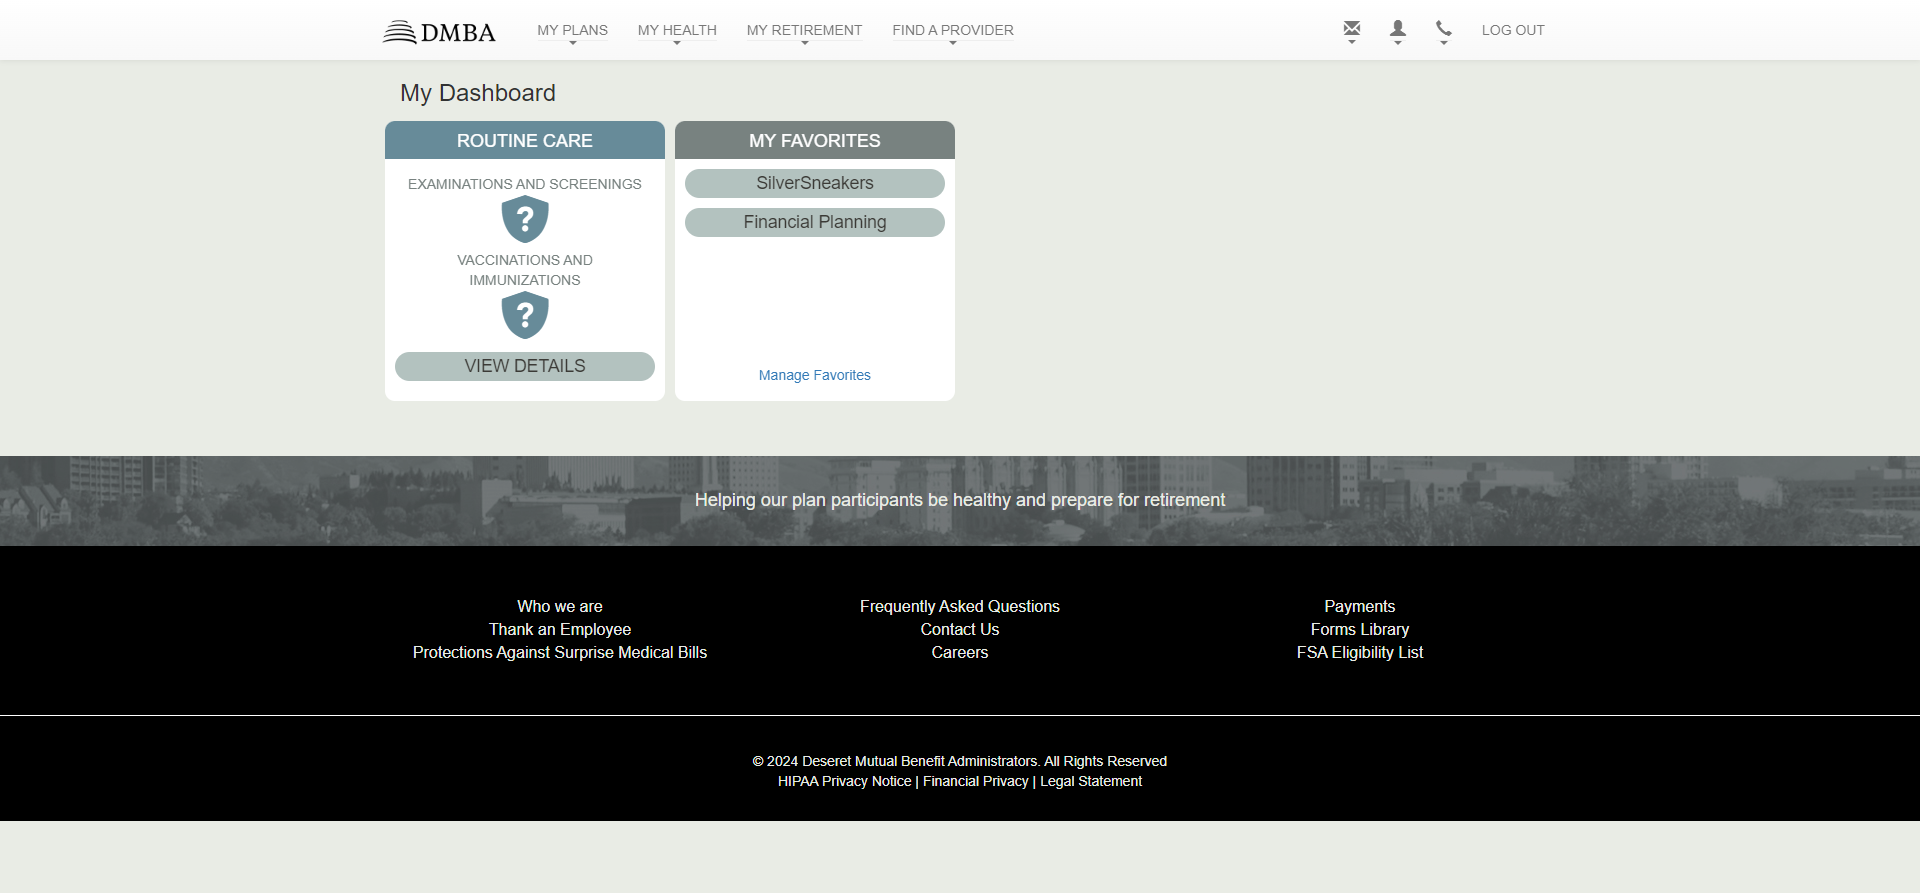 DMBA
MY PLANS
MY HEALTH
MY RETIREMENT
FIND A PROVIDER
LOG OUT
My Dashboard
ROUTINE CARE
EXAMINATIONS AND SCREENINGS
?
VACCINATIONS AND
IMMUNIZATIONS
?
VIEW DETAILS
MY FAVORITES
SilverSneakers
Financial Planning
Manage Favorites
Helping our plan participants be healthy and prepare for retirement
Who we are
Thank an Employee
Protections Against Surprise Medical Bills
Frequently Asked Questions
Contact Us
Careers
Payments
Forms Library
FSA Eligibility List
© 2024 Deseret Mutual Benefit Administrators. All Rights Reserved
HIPAA Privacy Notice | Financial Privacy | Legal Statement